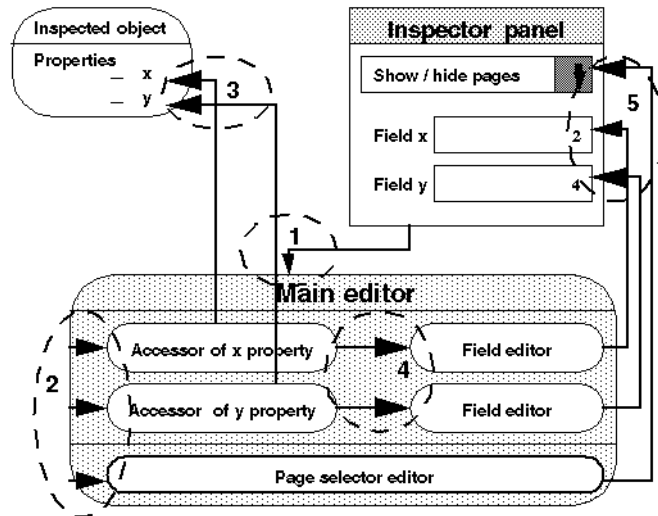 Inspected object
Properties
_ x
_ y
3
Inspector panel
Show / hide pages
5
Field x 2
Field y 4
1
Main editor
2
Accessor of x property
Field editor
4
Accessor of y property
Field editor
Page selector editor